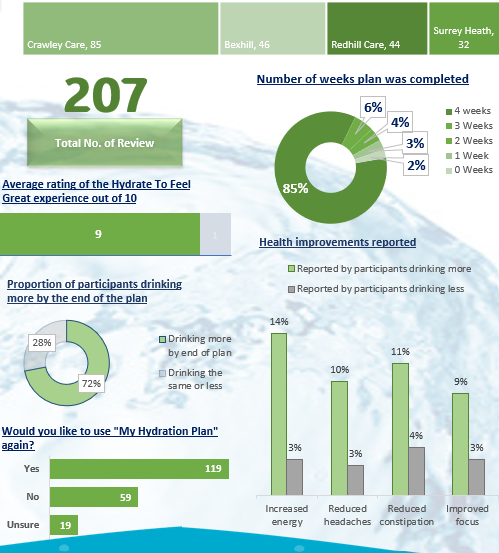 Crawley Care, 85
Bexhill, 46
Redhill Care, 44
Surrey Heath,
32
207
Total No. of Review
Average rating of the Hydrate To Feel
Great experience out of 10
9
1
Proportion of participants drinking
more by the end of the plan
28%
72%
Drinking more
by end of plan
Drinking the
same or less
Would you like to use "My Hydration Plan"
again?
Yes
119
No
59
Unsure
19
Number of weeks plan was completed
6%
4%
3%
2%
85%
4 weeks
3 Weeks
2 Weeks
1 Week
0 Weeks
Health improvements reported
Reported by participants drinking more
Reported by participants drinking less
14%
3%
10%
3%
11%
4%
9%
3%
Increased
energy
Reduced
headaches
Reduced
constipation
Improved
focus